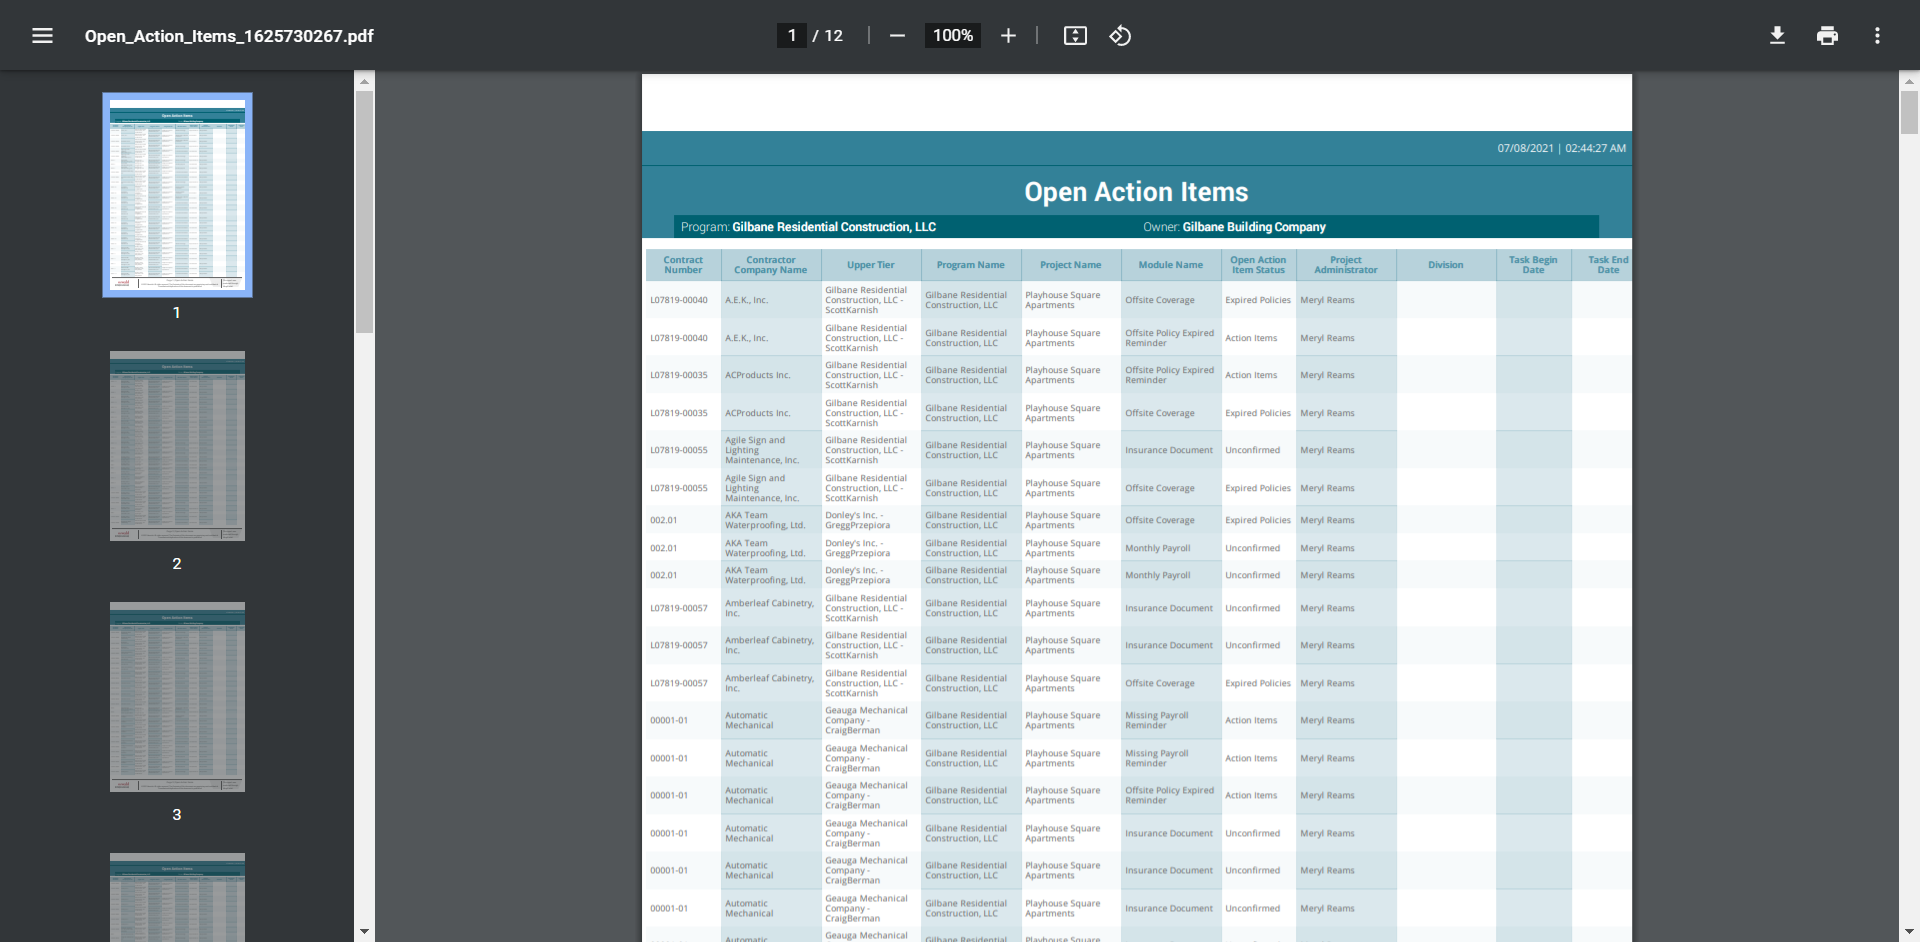 Open_Action_Items_1625730267.pdf
1 / 12
100%
07/08/2021 | 02:44:27 AM
Open Action Items
Program: Gilbane Residential Construction, LLC Owner: Gilbane Building Company
Contract Number Contractor Company Name Upper Tier Program Name Project Name Module Name Open Action Item Status Project Administrator Division Task Begin Date Task End Date
L07819-00040 A.E.K., Inc. Gilbane Residential Construction, LLC - ScottKarnish Gilbane Residential Construction, LLC Playhouse Square Apartments Offsite Coverage Expired Policies Meryl Reams
L07819-00040 A.E.K., Inc. Gilbane Residential Construction, LLC - ScottKarnish Gilbane Residential Construction, LLC Playhouse Square Apartments Offsite Policy Expired Reminder Action Items Meryl Reams
L07819-00035 ACProducts Inc. Gilbane Residential Construction, LLC - ScottKarnish Gilbane Residential Construction, LLC Playhouse Square Apartments Offsite Policy Expired Reminder Action Items Meryl Reams
L07819-00035 ACProducts Inc. Gilbane Residential Construction, LLC - ScottKarnish Gilbane Residential Construction, LLC Playhouse Square Apartments Offsite Coverage Expired Policies Meryl Reams
L07819-00055 Agile Sign and Lighting Maintenance, Inc. Gilbane Residential Construction, LLC - ScottKarnish Gilbane Residential Construction, LLC Playhouse Square Apartments Insurance Document Unconfirmed Meryl Reams
L07819-00055 Agile Sign and Lighting Maintenance, Inc. Gilbane Residential Construction, LLC - ScottKarnish Gilbane Residential Construction, LLC Playhouse Square Apartments Offsite Coverage Expired Policies Meryl Reams
002.01 AKA Team Waterproofing, Ltd. Donley's Inc. - GreggPrzepiora Gilbane Residential Construction, LLC Playhouse Square Apartments Offsite Coverage Expired Policies Meryl Reams
002.01 AKA Team Waterproofing, Ltd. Donley's Inc. - GreggPrzepiora Gilbane Residential Construction, LLC Playhouse Square Apartments Monthly Payroll Unconfirmed Meryl Reams
002.01 AKA Team Waterproofing, Ltd. Donley's Inc. - GreggPrzepiora Gilbane Residential Construction, LLC Playhouse Square Apartments Monthly Payroll Unconfirmed Meryl Reams
L07819-00057 Amberleaf Cabinetry, Inc. Gilbane Residential Construction, LLC - ScottKarnish Gilbane Residential Construction, LLC Playhouse Square Apartments Insurance Document Unconfirmed Meryl Reams
L07819-00057 Amberleaf Cabinetry, Inc. Gilbane Residential Construction, LLC - ScottKarnish Gilbane Residential Construction, LLC Playhouse Square Apartments Insurance Document Unconfirmed Meryl Reams
L07819-00057 Amberleaf Cabinetry, Inc. Gilbane Residential Construction, LLC - ScottKarnish Gilbane Residential Construction, LLC Playhouse Square Apartments Offsite Coverage Expired Policies Meryl Reams
00001-01 Automatic Mechanical Geauga Mechanical Company - CraigBerman Gilbane Residential Construction, LLC Playhouse Square Apartments Missing Payroll Reminder Action Items Meryl Reams
00001-01 Automatic Mechanical Geauga Mechanical Company - CraigBerman Gilbane Residential Construction, LLC Playhouse Square Apartments Missing Payroll Reminder Action Items Meryl Reams
00001-01 Automatic Mechanical Geauga Mechanical Company - CraigBerman Gilbane Residential Construction, LLC Playhouse Square Apartments Offsite Policy Expired Reminder Action Items Meryl Reams
00001-01 Automatic Mechanical Geauga Mechanical Company - CraigBerman Gilbane Residential Construction, LLC Playhouse Square Apartments Insurance Document Unconfirmed Meryl Reams
00001-01 Automatic Mechanical Geauga Mechanical Company - CraigBerman Gilbane Residential Construction, LLC Playhouse Square Apartments Insurance Document Unconfirmed Meryl Reams
00001-01 Automatic Mechanical Geauga Mechanical Company - CraigBerman Gilbane Residential Construction, LLC Playhouse Square Apartments Insurance Document Unconfirmed Meryl Reams
Automatic Geauga Mechanical Gilbane Residential Playhouse Square
1
2
3